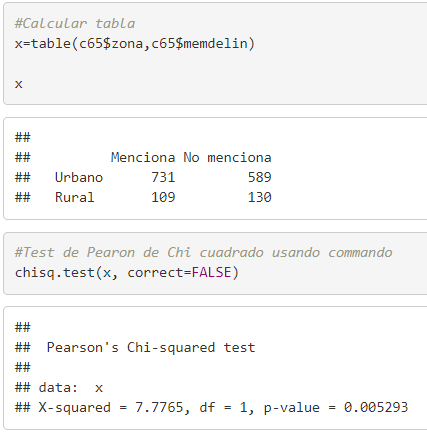 #Calcular tabla
x=table(c65$zona,c65$memdelin)
x
##
##          Menciona No menciona
##   Urbano      731         589
##   Rural       109         130
#Test de Pearon de Chi cuadrado usando commando
chisq.test(x, correct=FALSE)
##
##  Pearson's Chi-squared test
##
## data:  x
## X-squared = 7.7765, df = 1, p-value = 0.005293